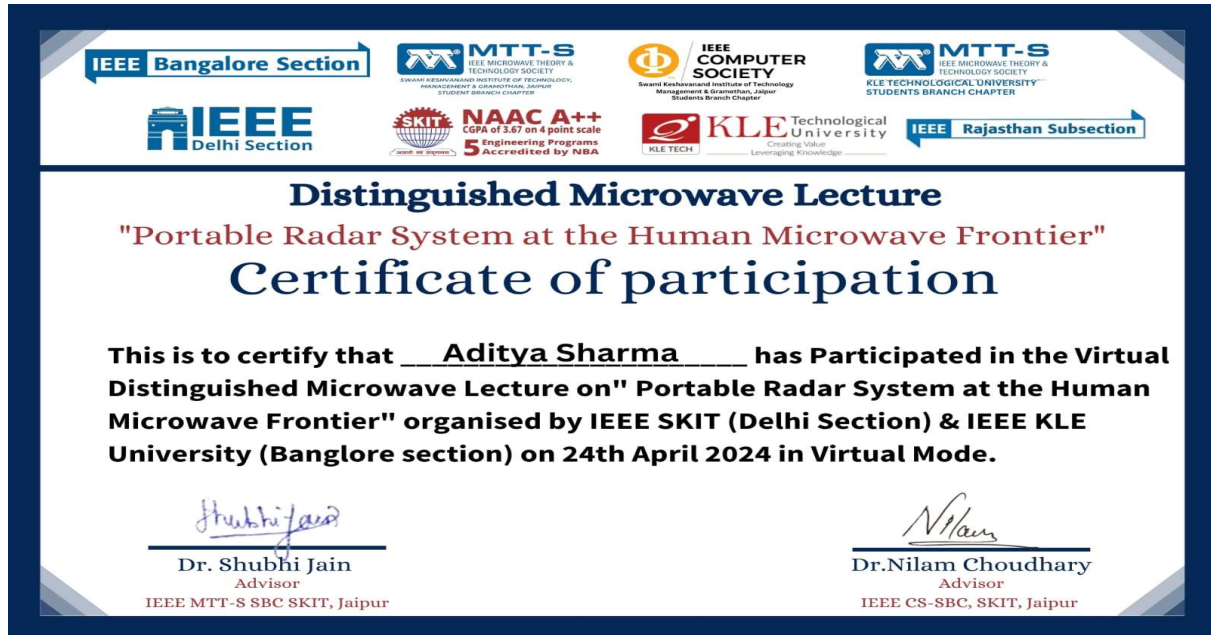 IEEE Bangalore Section
MTT-S
IEEE MICROWAVE THEORY &
TECHNOLOGY SOCIETY
SWAMI KESHVANAND INSTITUTE OF TECHNOLOGY,
MANAGEMENT & GRAMOTHAN, JAIPUR
STUDENT BRANCH CHAPTER
IEEE
COMPUTER
SOCIETY
Swami Keshavanand Institute of Technology
Management & Gramothan, Jaipur
Students Branch Chapter
MTT-S
IEEE MICROWAVE THEORY &
TECHNOLOGY SOCIETY
KLE TECHNOLOGICAL UNIVERSITY
STUDENTS BRANCH CHAPTER
IEEE
Delhi Section
SKIT
NAAC A++
CGPA of 3.67 on 4 point scale
5 Engineering Programs
Accredited by NBA
KLE TECH
KLE Technological
University
Creating Value
Leveraging Knowledge
IEEE Rajasthan Subsection
Distinguished Microwave Lecture
"Portable Radar System at the Human Microwave Frontier"
Certificate of participation
This is to certify that ___Aditya Sharma____ has Participated in the Virtual
Distinguished Microwave Lecture on" Portable Radar System at the Human
Microwave Frontier" organised by IEEE SKIT (Delhi Section) & IEEE KLE
University (Banglore section) on 24th April 2024 in Virtual Mode.
Shubhi Jain
Nilam
Dr. Shubhi Jain
Advisor
IEEE MTT-S SBC SKIT, Jaipur
Dr.Nilam Choudhary
Advisor
IEEE CS-SBC, SKIT, Jaipur